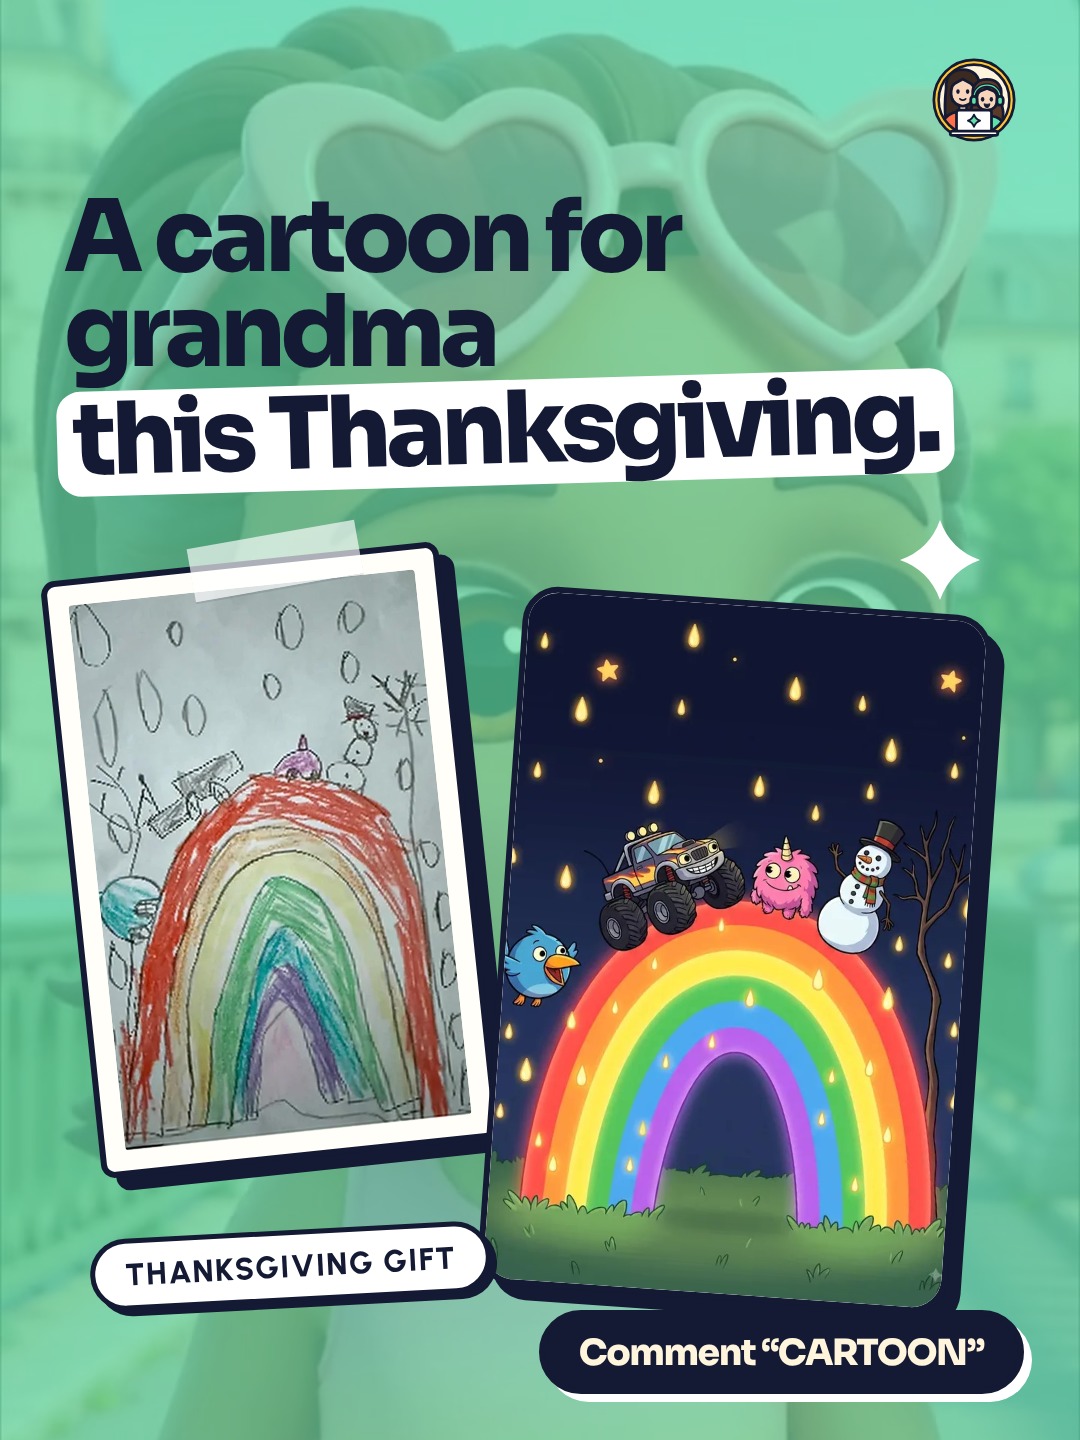 A cartoon for
grandma
this Thanksgiving.
THANKSGIVING GIFT
Comment “CARTOON”